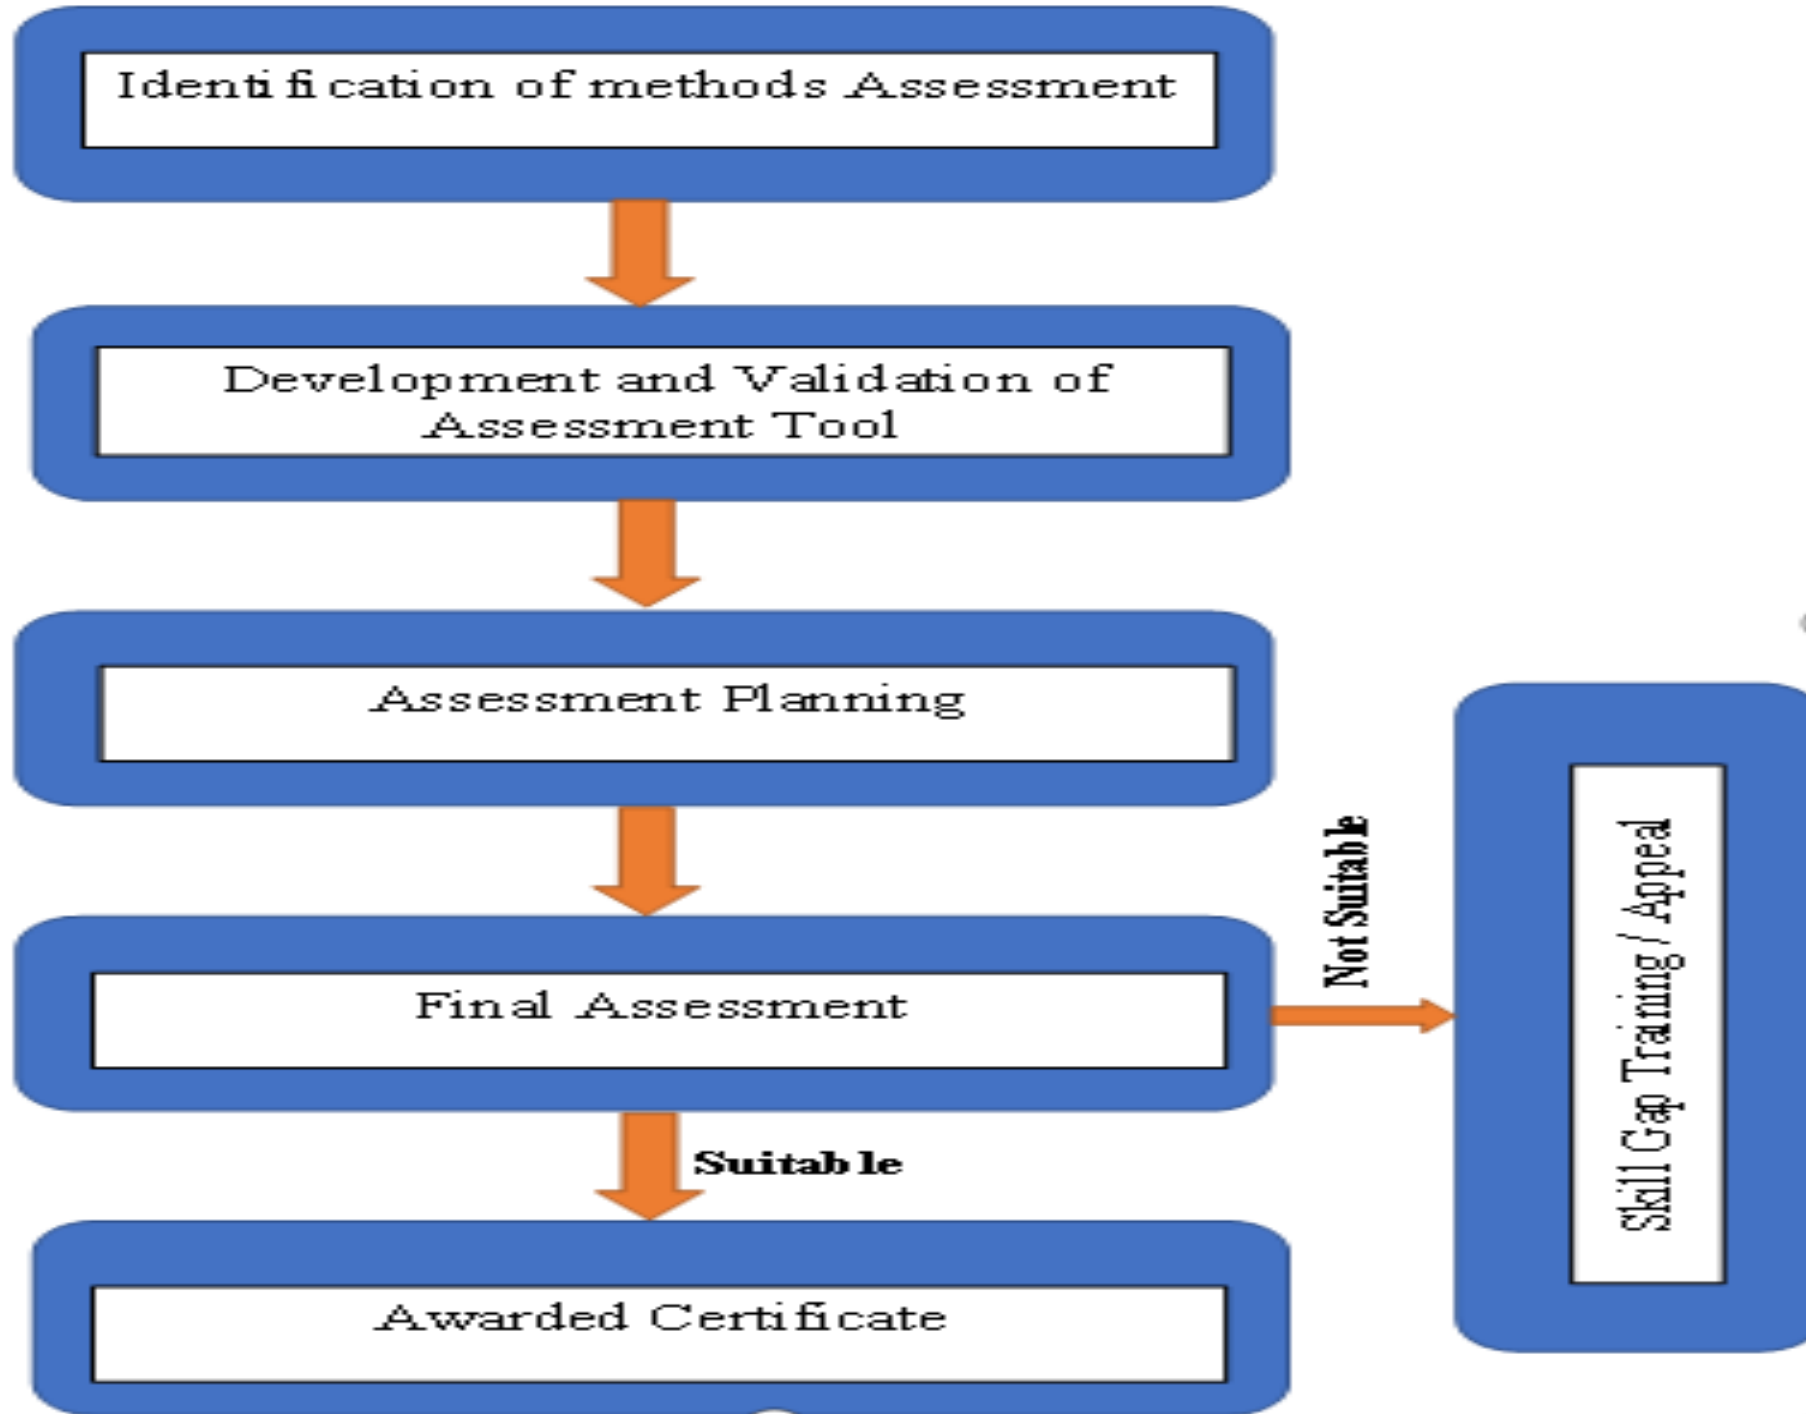 Identification of methods Assessment
Development and Validation of
Assessment Tool
Assessment Planning
Final Assessment
Not Suitable
Skill Gap Training / Appeal
Suitable
Awarded Certificate